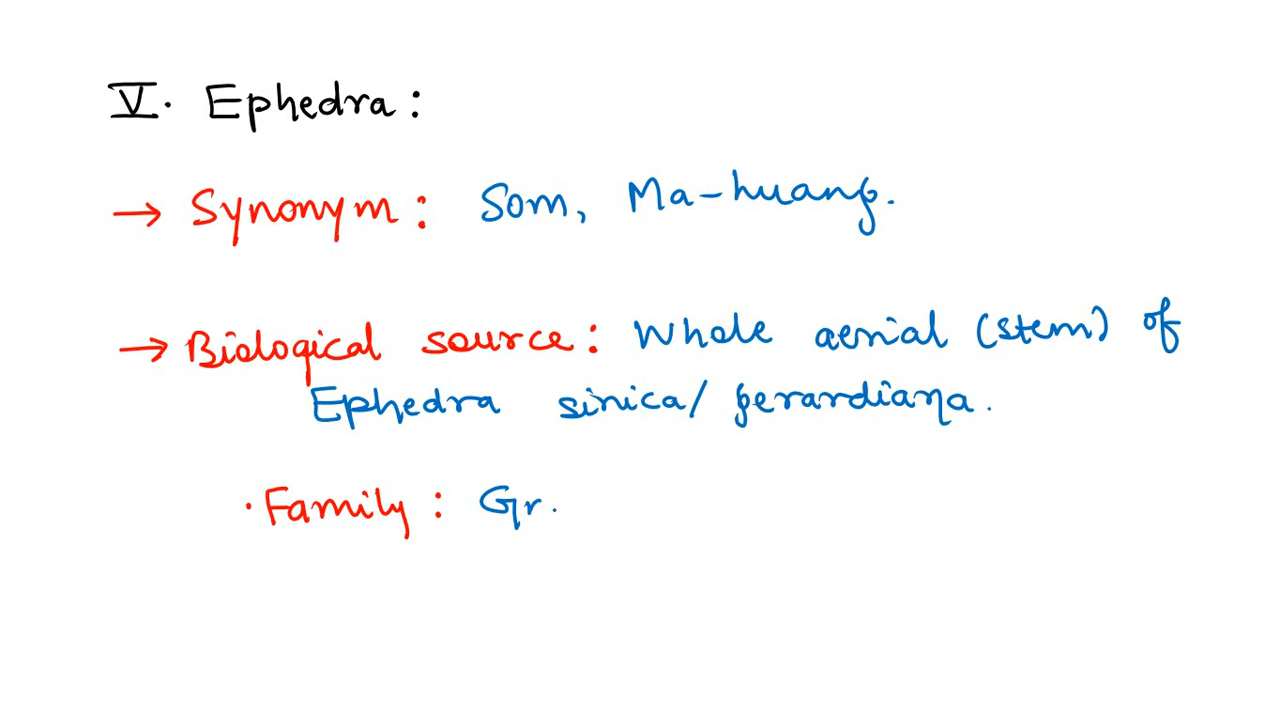 V. Ephedra:
→ Synonym: Som, Ma-huang.
→ Biological source: Whole aerial (stem) of
Ephedra sinica/ gerardiana.
· Family: Gr.